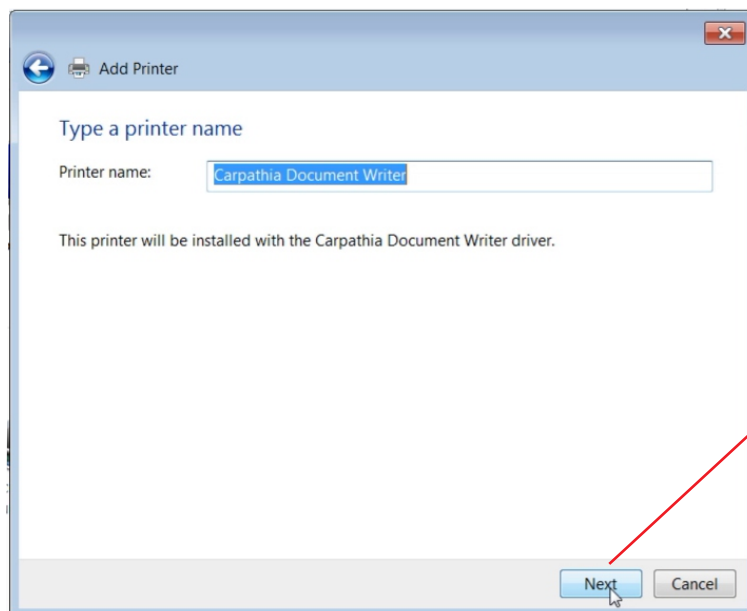 Add Printer
Type a printer name
Printer name: Carpathia Document Writer
This printer will be installed with the Carpathia Document Writer driver.
Next Cancel